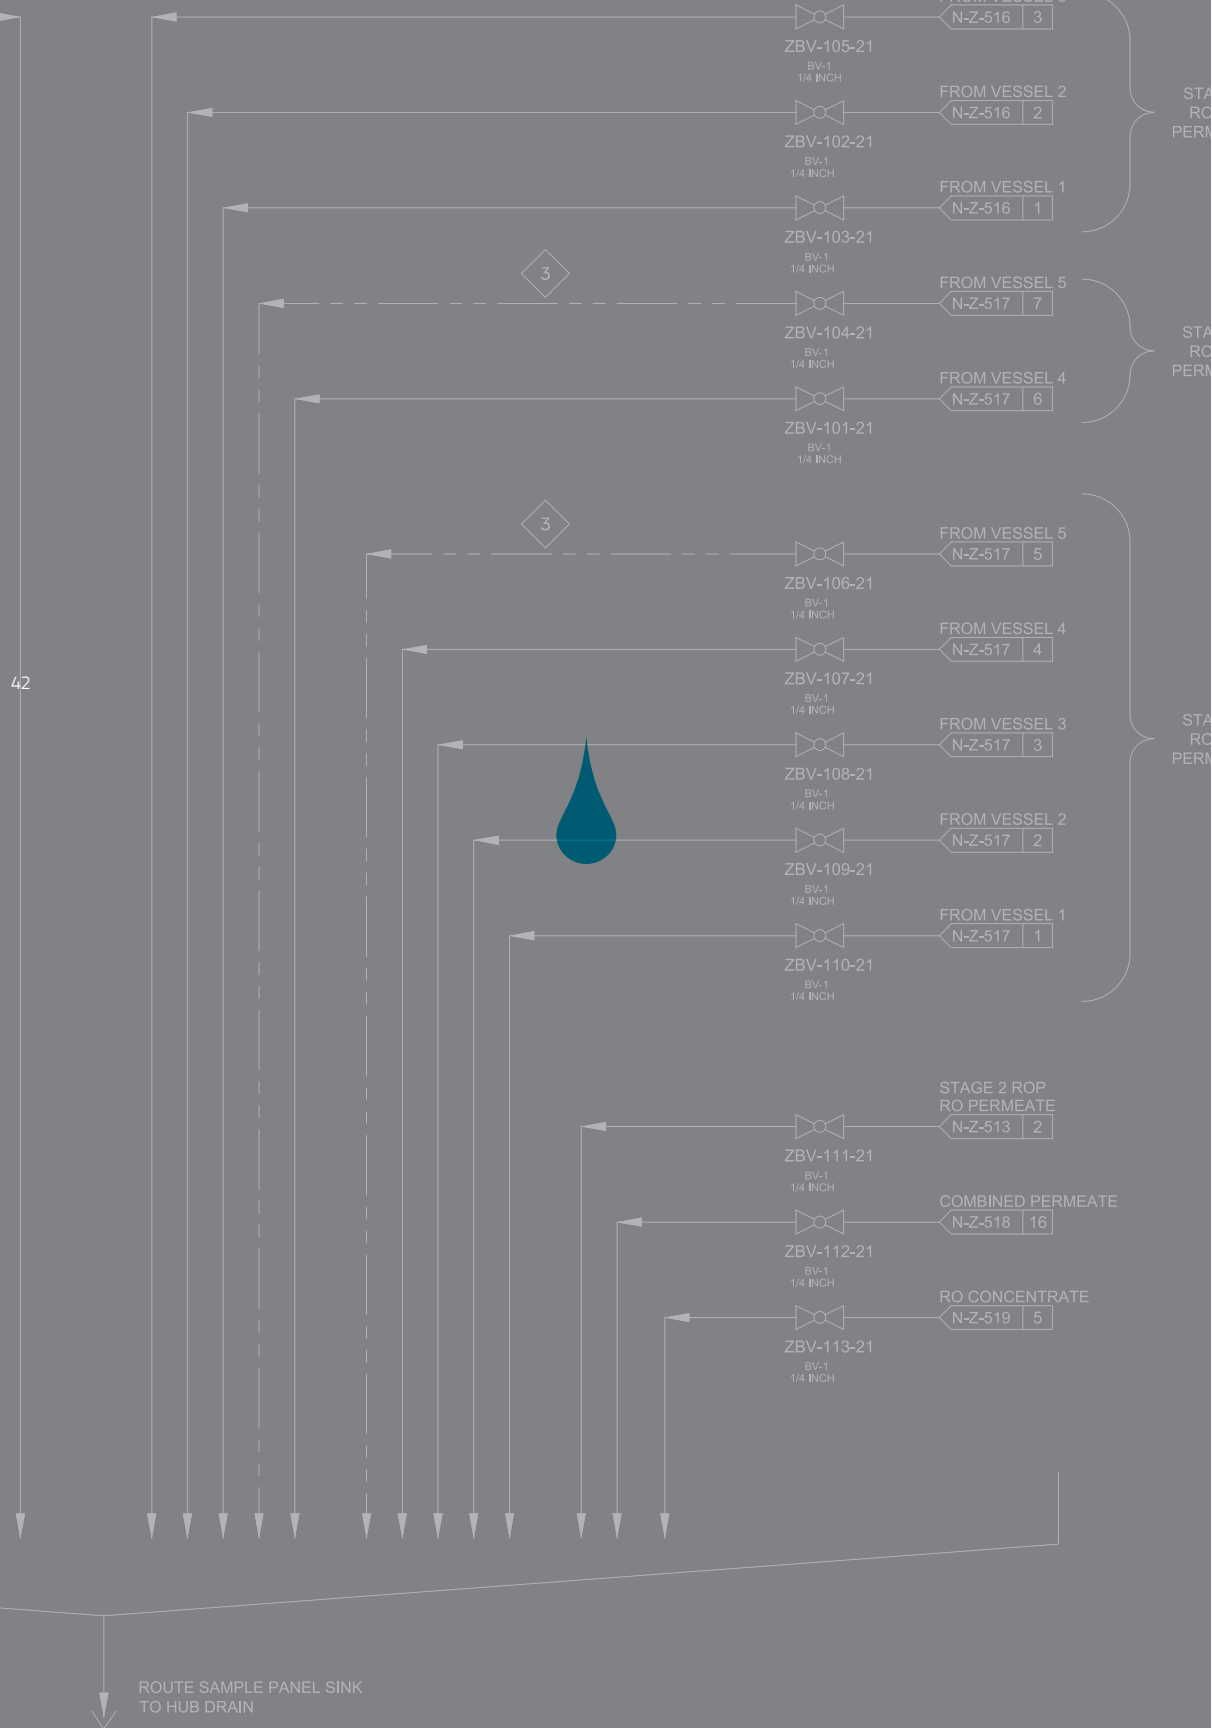 N-Z-516 3
ZBV-105-21
BV-1
1/4 INCH
FROM VESSEL 2
N-Z-516 2
ZBV-102-21
BV-1
1/4 INCH
FROM VESSEL 1
N-Z-516 1
ZBV-103-21
BV-1
1/4 INCH
3
FROM VESSEL 5
N-Z-517 7
ZBV-104-21
BV-1
1/4 INCH
FROM VESSEL 4
N-Z-517 6
ZBV-101-21
BV-1
1/4 INCH
3
FROM VESSEL 5
N-Z-517 5
ZBV-106-21
BV-1
1/4 INCH
FROM VESSEL 4
N-Z-517 4
ZBV-107-21
BV-1
1/4 INCH
42
FROM VESSEL 3
N-Z-517 3
ZBV-108-21
BV-1
1/4 INCH
FROM VESSEL 2
N-Z-517 2
ZBV-109-21
BV-1
1/4 INCH
FROM VESSEL 1
N-Z-517 1
ZBV-110-21
BV-1
1/4 INCH
STAGE 2 ROP
RO PERMEATE
N-Z-513 2
ZBV-111-21
BV-1
1/4 INCH
COMBINED PERMEATE
N-Z-518 16
ZBV-112-21
BV-1
1/4 INCH
RO CONCENTRATE
N-Z-519 5
ZBV-113-21
BV-1
1/4 INCH
ROUTE SAMPLE PANEL SINK
TO HUB DRAIN